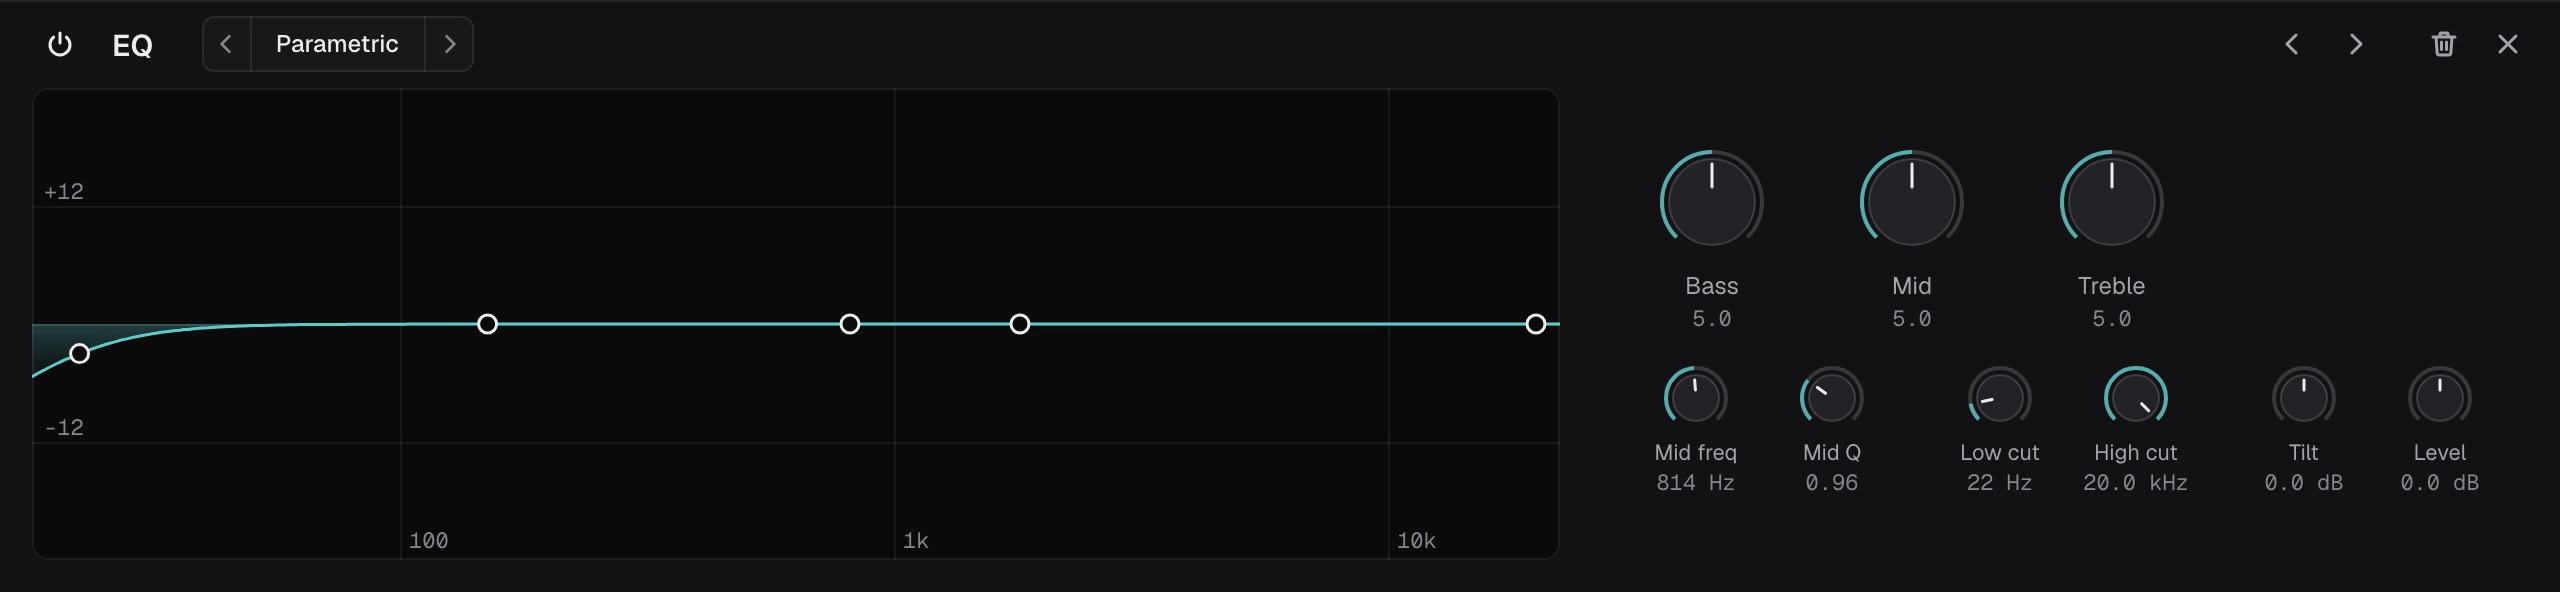 EQ
Parametric
+12
-12
100
1k
10k
Bass
5.0
Mid
5.0
Treble
5.0
Mid freq
814 Hz
Mid Q
0.96
Low cut
22 Hz
High cut
20.0 kHz
Tilt
0.0 dB
Level
0.0 dB